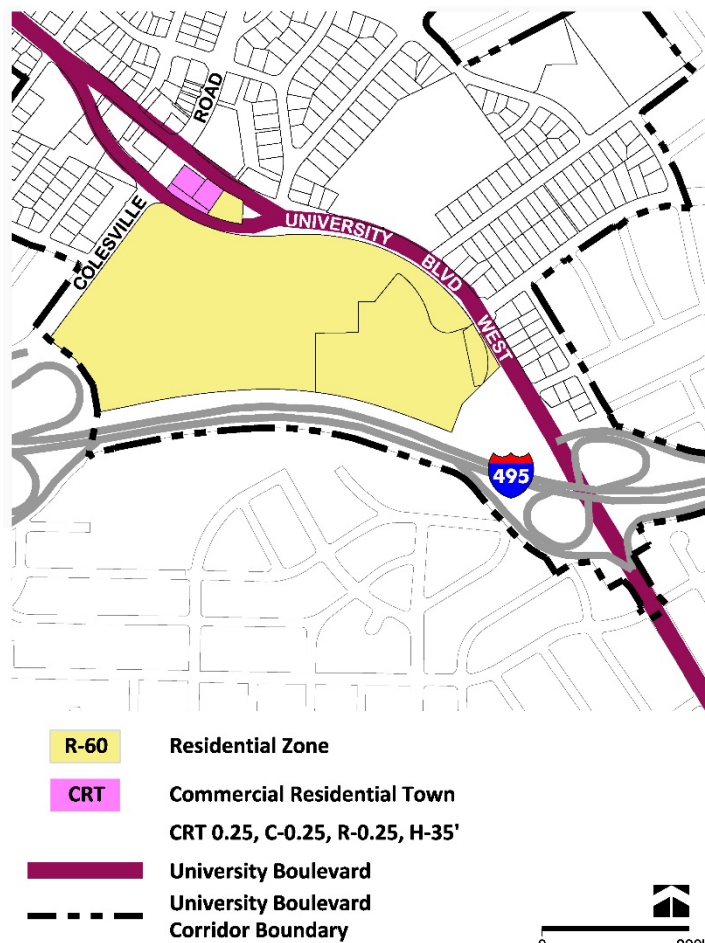 ROAD
COLESVILLE
UNIVERSITY
BLVD
WEST
495
R-60 Residential Zone
CRT Commercial Residential Town
CRT 0.25, C-0.25, R-0.25, H-35'
University Boulevard
University Boulevard
Corridor Boundary